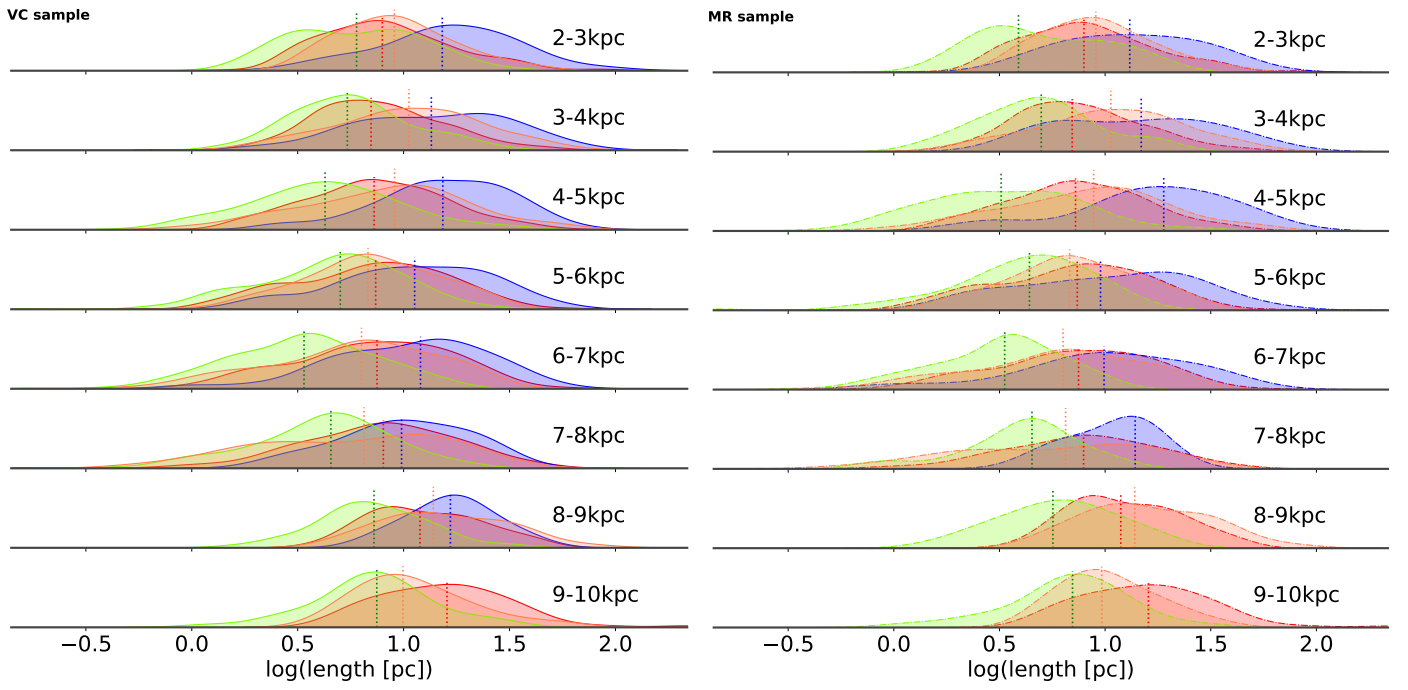 VC sample
2-3kpc
3-4kpc
4-5kpc
5-6kpc
6-7kpc
7-8kpc
8-9kpc
9-10kpc
−0.5 0.0 0.5 1.0 1.5 2.0
log(length [pc])
MR sample
2-3kpc
3-4kpc
4-5kpc
5-6kpc
6-7kpc
7-8kpc
8-9kpc
9-10kpc
−0.5 0.0 0.5 1.0 1.5 2.0
log(length [pc])